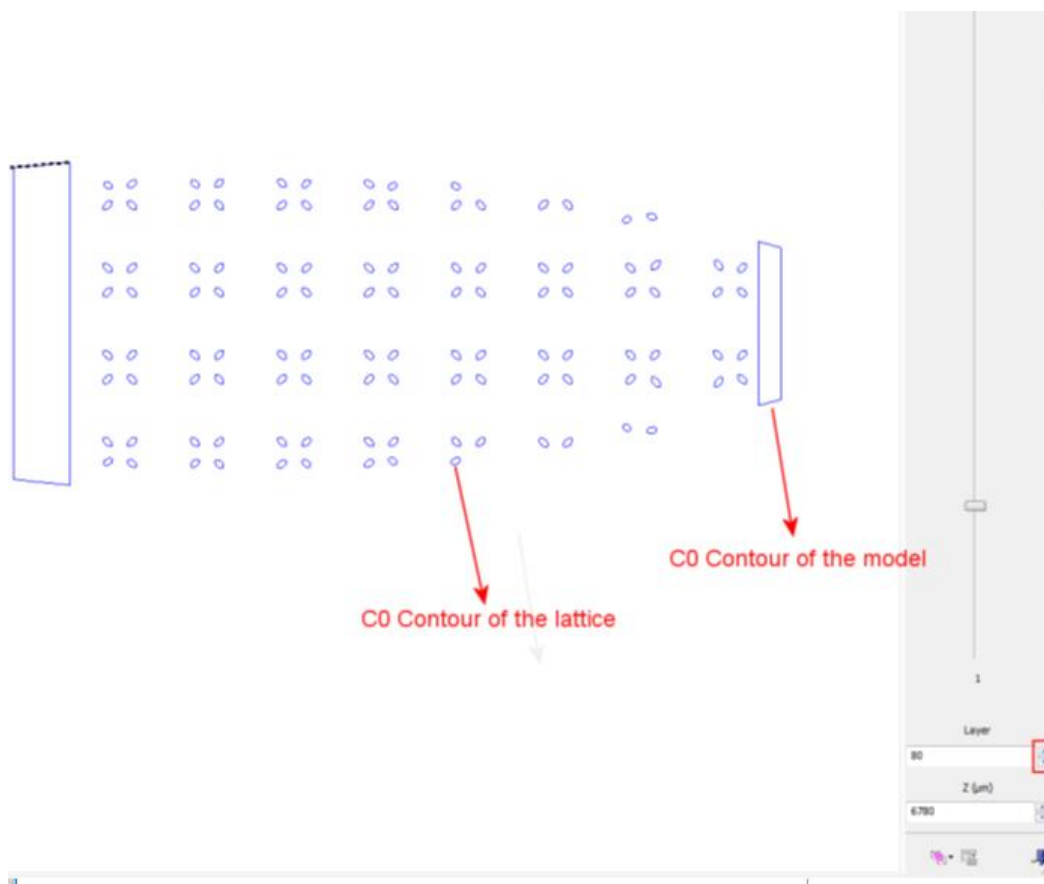 C0 Contour of the model
C0 Contour of the lattice
1
Layer
80
Z (μm)
6780